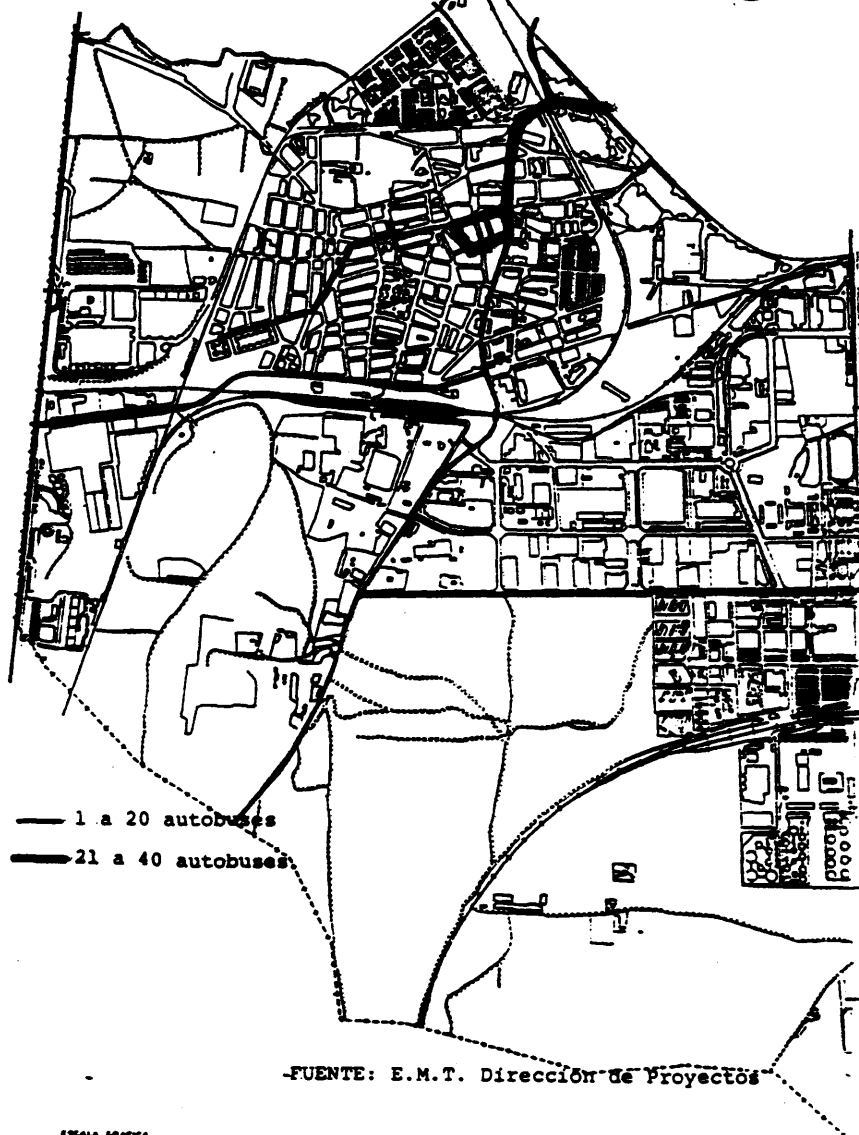 1 a 20 autobuses
21 a 40 autobuses
-FUENTE: E.M.T. Dirección de Proyectos